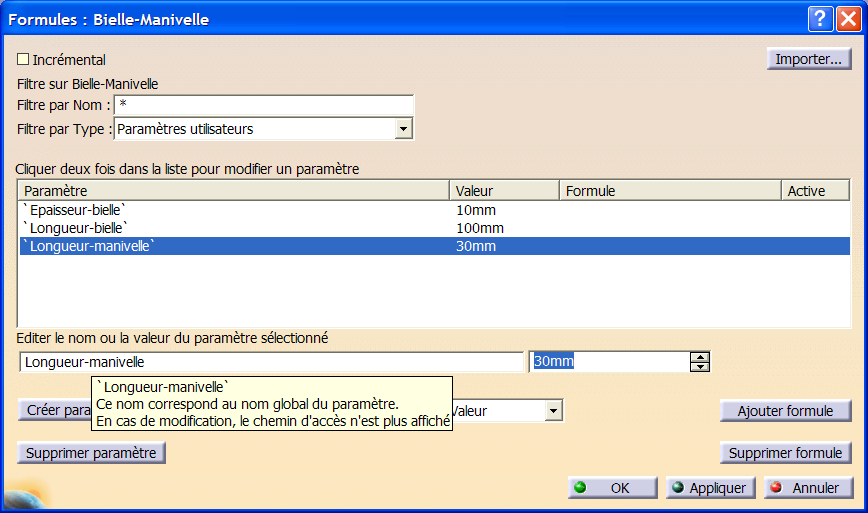 Formules : Bielle-Manivelle
Incrémental
Importer...
Filtre sur Bielle-Manivelle
Filtre par Nom : *
Filtre par Type : Paramètres utilisateurs
Cliquer deux fois dans la liste pour modifier un paramètre
Paramètre Valeur Formule Active
`Epaisseur-bielle` 10mm
`Longueur-bielle` 100mm
`Longueur-manivelle` 30mm
Editer le nom ou la valeur du paramètre sélectionné
Longueur-manivelle 30mm
`Longueur-manivelle`
Ce nom correspond au nom global du paramètre.
En cas de modification, le chemin d'accès n'est plus affiché
Créer para Valeur Ajouter formule
Supprimer paramètre Supprimer formule
OK Appliquer Annuler